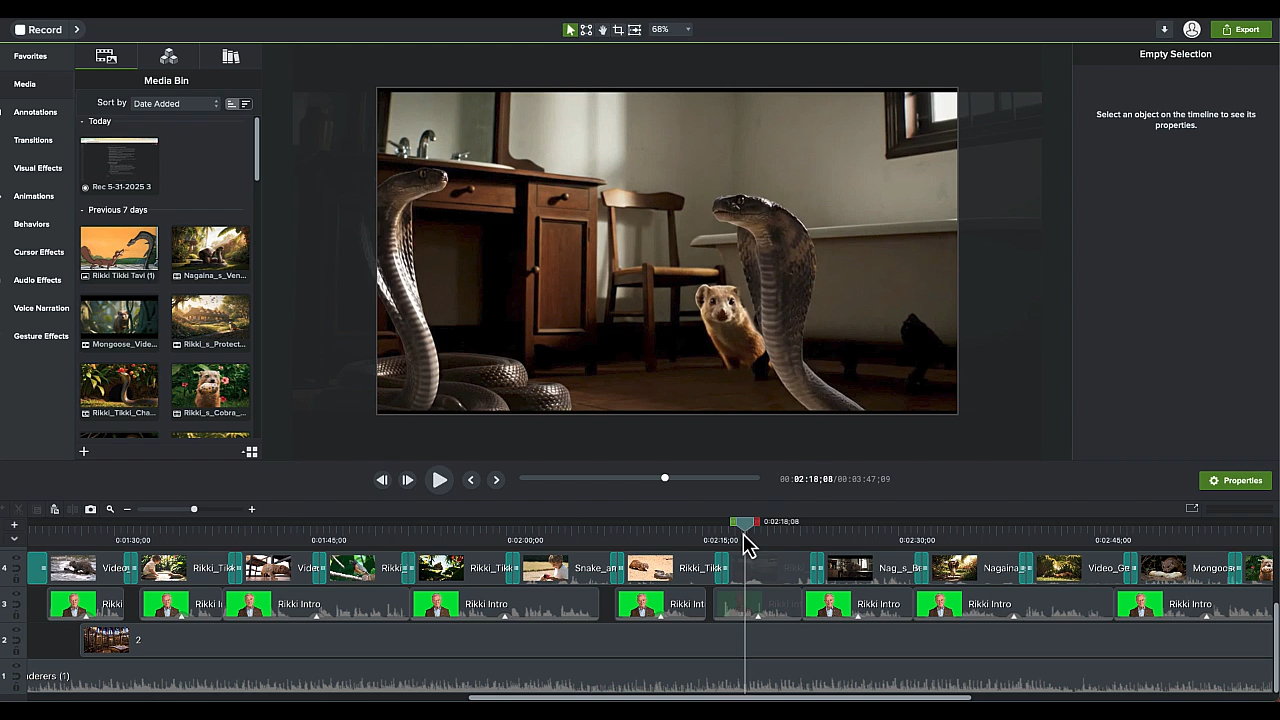 Record
68%
Export
Favorites
Media
Annotations
Transitions
Visual Effects
Animations
Behaviors
Cursor Effects
Audio Effects
Voice Narration
Gesture Effects
Media Bin
Sort by Date Added
Today
Rec 5-31-2025 3
Previous 7 days
Rikki Tikki Tavi (1)
Nagaina_s_Ven...
Mongoose_Vide...
Rikki_s_Protect...
Rikki_Tikki_Cha...
Rikki_s_Cobra_...
Empty Selection
Select an object on the timeline to see its
properties.
00:02:18;08/00:03:47;09
Properties
0:02:18;08
0:01:30;00 0:01:45;00 0:02:00;00 0:02:15;00 0:02:30;00 0:02:45;00
4 Video Rikki_Tik Rikki Rikki_Tik Snake_a Rikki_Tik Nag_s_B Nagaina Video_Ge Mongoos
3 Rikki Rikki I Rikki Intro Rikki Intro Rikki Int Rikki Intro Rikki Intro Rikki Intro
2 2
1 derers (1)